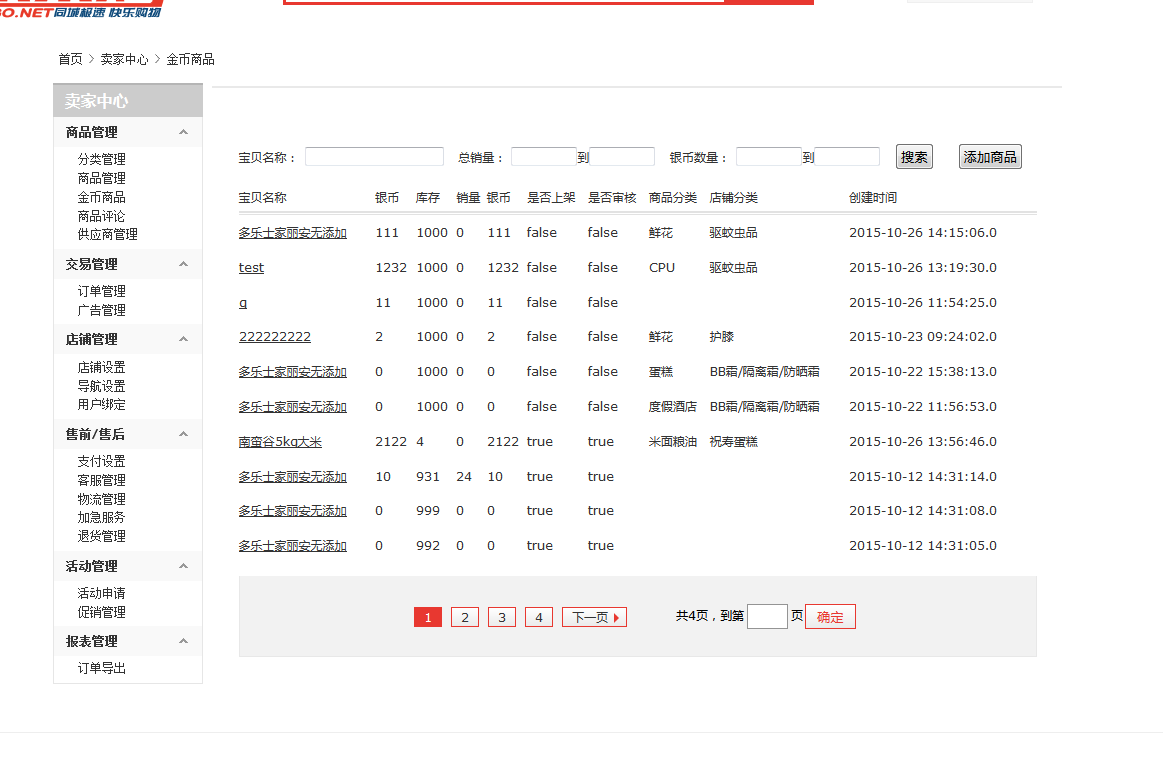 SO.NET同城极速 快乐购物
首页 > 卖家中心 > 金币商品
卖家中心
商品管理
分类管理
商品管理
金币商品
商品评论
供应商管理
交易管理
订单管理
广告管理
店铺管理
店铺设置
导航设置
用户绑定
售前/售后
支付设置
客服管理
物流管理
加急服务
退货管理
活动管理
活动申请
促销管理
报表管理
订单导出
宝贝名称： 总销量： 到 银币数量： 到 搜索 添加商品
宝贝名称 银币 库存 销量 银币 是否上架 是否审核 商品分类 店铺分类 创建时间
多乐士家丽安无添加 111 1000 0 111 false false 鲜花 驱蚊虫品 2015-10-26 14:15:06.0
test 1232 1000 0 1232 false false CPU 驱蚊虫品 2015-10-26 13:19:30.0
q 11 1000 0 11 false false 2015-10-26 11:54:25.0
222222222 2 1000 0 2 false false 鲜花 护膝 2015-10-23 09:24:02.0
多乐士家丽安无添加 0 1000 0 0 false false 蛋糕 BB霜/隔离霜/防晒霜 2015-10-22 15:38:13.0
多乐士家丽安无添加 0 1000 0 0 false false 度假酒店 BB霜/隔离霜/防晒霜 2015-10-22 11:56:53.0
南蛮谷5kg大米 2122 4 0 2122 true true 米面粮油 祝寿蛋糕 2015-10-26 13:56:46.0
多乐士家丽安无添加 10 931 24 10 true true 2015-10-12 14:31:14.0
多乐士家丽安无添加 0 999 0 0 true true 2015-10-12 14:31:08.0
多乐士家丽安无添加 0 992 0 0 true true 2015-10-12 14:31:05.0
1 2 3 4 下一页 共4页，到第 页 确定